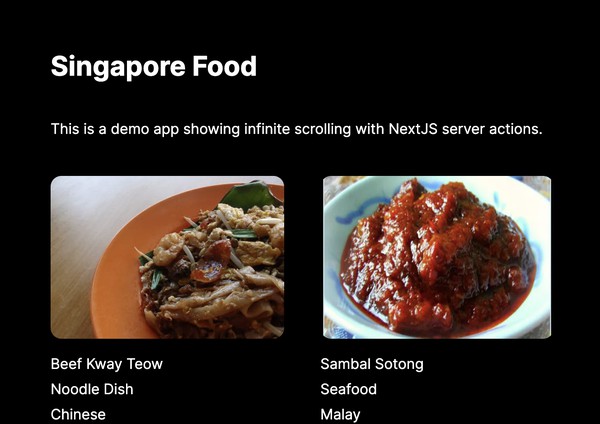 Singapore Food
This is a demo app showing infinite scrolling with NextJS server actions.
Beef Kway Teow
Noodle Dish
Chinese
Sambal Sotong
Seafood
Malay